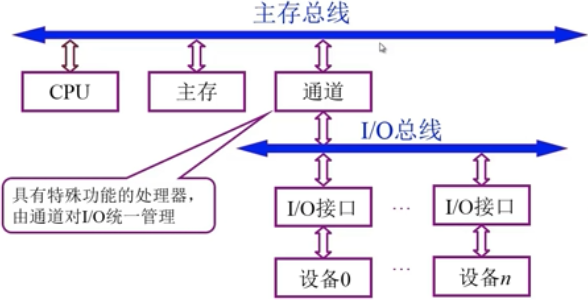 主存总线
CPU
主存
通道
I/O总线
具有特殊功能的处理器，
由通道对I/O统一管理
I/O接口
...
I/O接口
设备0
...
设备n